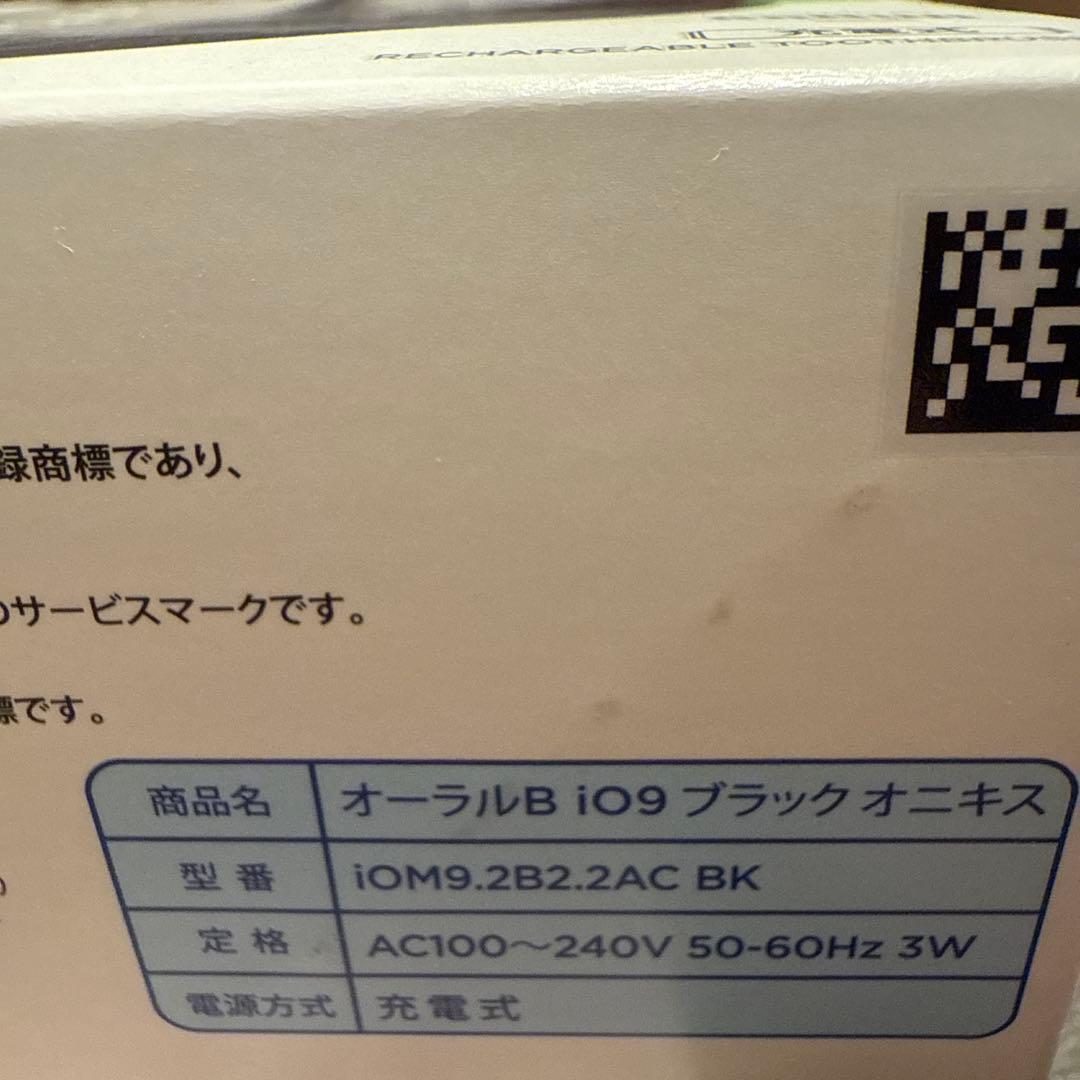 RECHARGEABLE
録商標であり、
サービスマークです。
標です。
商品名 オーラルB iO9 ブラック オニキス
型番 iOM9.2B2.2AC BK
定格 AC100～240V 50-60Hz 3W
電源方式 充電式